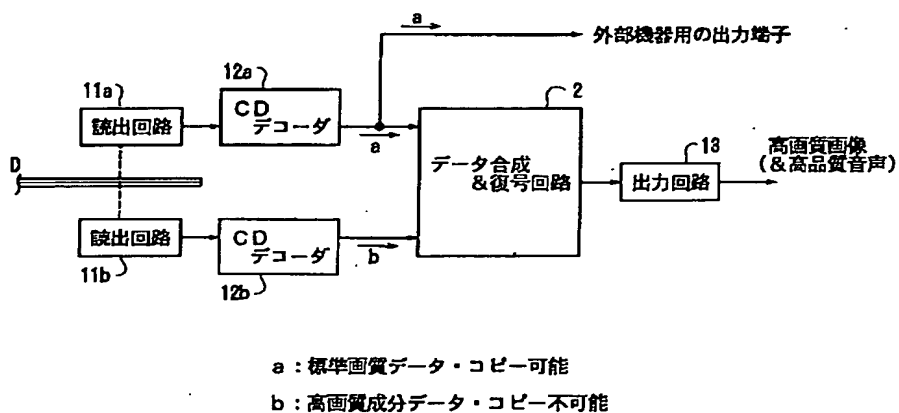 a
外部機器用の出力端子
12a
11a
CD
デコーダ
読出回路
a
2
データ合成
&復号回路
13
出力回路
高画質画像
(&高品質音声)
D
読出回路
11b
CD
デコーダ
12b
b
a:標準画質データ・コピー可能
b:高画質成分データ・コピー不可能